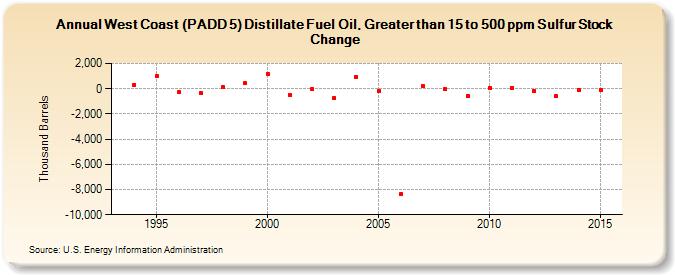 Annual West Coast (PADD 5) Distillate Fuel Oil, Greater than 15 to 500 ppm Sulfur Stock
Change
Thousand Barrels
2,000
0
-2,000
-4,000
-6,000
-8,000
-10,000
1995 2000 2005 2010 2015
Source: U.S. Energy Information Administration